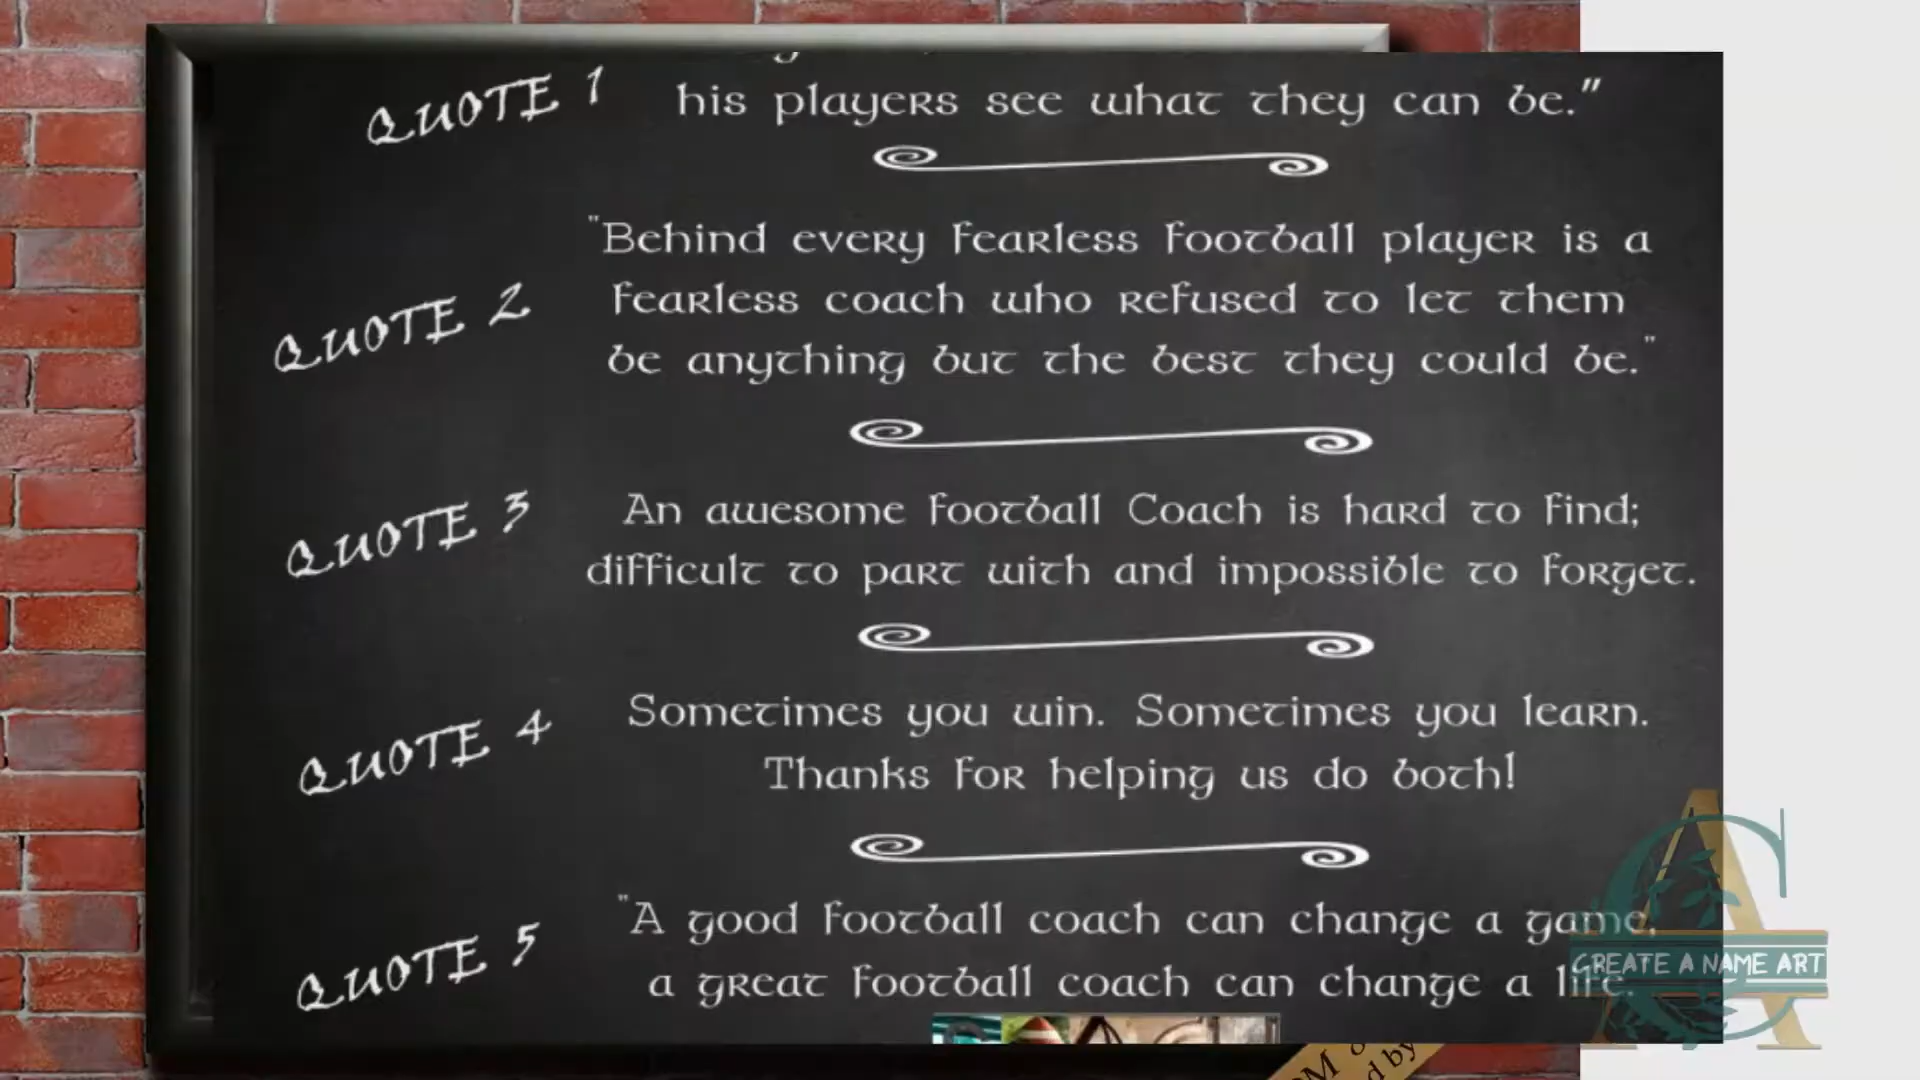 QUOTE 1
his players see what they can be."
"Behind every fearless football player is a
QUOTE 2
fearless coach who refused to let them
be anything but the best they could be."
QUOTE 3
An awesome football Coach is hard to find;
difficult to part with and impossible to forget.
QUOTE 4
Sometimes you win. Sometimes you learn.
Thanks for helping us do both!
QUOTE 5
"A good football coach can change a game,
a great football coach can change a life.
CREATE A NAME ART
d by